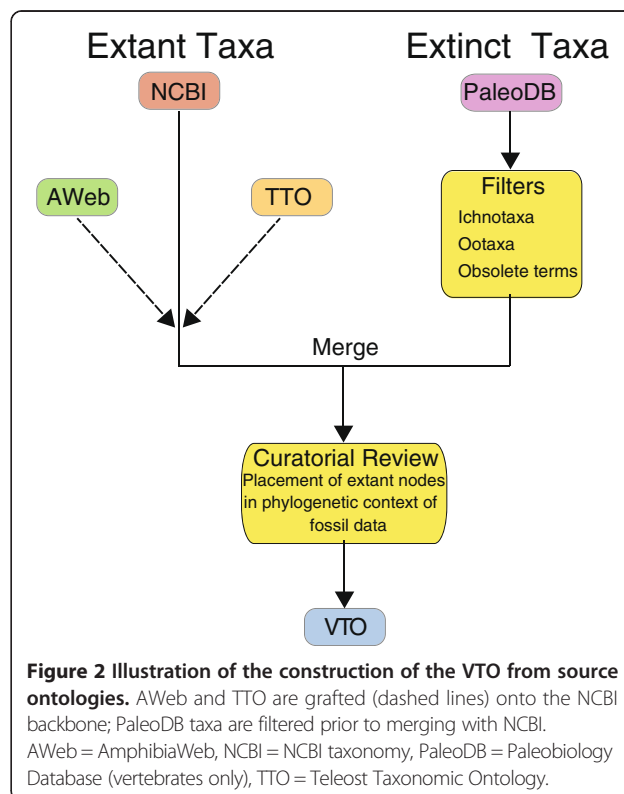 Extant Taxa
Extinct Taxa
NCBI
PaleoDB
AWeb
TTO
Filters
Ichnotaxa
Ootaxa
Obsolete terms
Merge
Curatorial Review
Placement of extant nodes
in phylogenetic context of
fossil data
VTO
Figure 2 Illustration of the construction of the VTO from source
ontologies. AWeb and TTO are grafted (dashed lines) onto the NCBI
backbone; PaleoDB taxa are filtered prior to merging with NCBI.
AWeb = AmphibiaWeb, NCBI = NCBI taxonomy, PaleoDB = Paleobiology
Database (vertebrates only), TTO = Teleost Taxonomic Ontology.